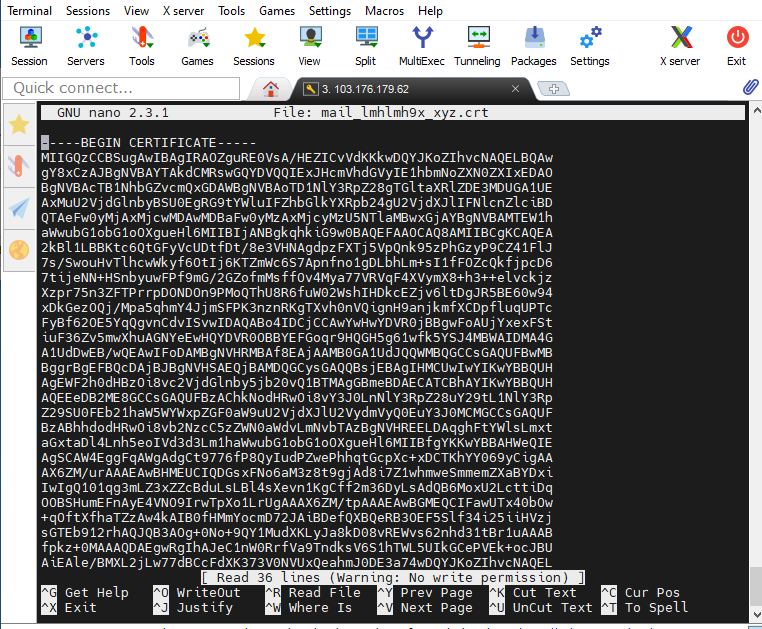 Terminal Sessions View X server Tools Games Settings Macros Help
Session Servers Tools Games Sessions View Split MultiExec Tunneling Packages Settings X server Exit
Quick connect...
3. 103.176.179.62
GNU nano 2.3.1 File: mail_lmhlmh9x_xyz.crt
-----BEGIN CERTIFICATE-----
MIIGQzCCBSugAwIBAgIRAOZguRE0VsA/HEZICvVdKKkwDQYJKoZIhvcNAQELBQAw
gY8xCzAJBgNVBAYTAkdCMRswGQYDVQQIExJHcmVhdGVyIE1hbmNoZXN0ZXIxEDAO
BgNVBAcTB1NhbGZvcmQxGDAWBgNVBAoTD1NlY3RpZ28gTGltaXRlZDE3MDUGA1UE
AxMuU2VjdGlnbyBSU0EgRG9tYWluIFZhbGlkYXRpb24gU2VjdXJlIFNlcnZlciBD
QTAeFw0yMjAxMjcwMDAwMDBaFw0yMzAxMjcyMzU5NTlaMBwxGjAYBgNVBAMTEW1h
aWwubG1obG1oOXgueHl6MIIBIjANBgkqhkiG9w0BAQEFAAOCAQ8AMIIBCgKCAQEA
2kBl1LBBKtc6QtGFyVcUDtfDt/8e3VHNAgdpzFXTj5VpQnk95zPhGzyP9CZ41FlJ
7s/SwouHvTlhcwWkyf6OtIj6KTZmWc6S7Apnfno1gDLbhLm+sI1fFOZcQkfjpcD6
7tijeNN+HSnbyuwFPf9mG/2GZofmMsffOv4Mya77VRVqF4XVymX8+h3++elvckjz
Xzpr75n3ZFTPrrpDONDOn9PMoQThU8R6fuW02WshIHDkcEZjv6ltDgJR5BE60w94
xDkGezOQj/Mpa5qhmY4JjmSFPK3nznRKgTXvh0nVQignH9anjkmfXCDpfluqUPTc
FyBf62OE5YqQgvnCdvISvwIDAQABo4IDCjCCAwYwHwYDVR0jBBgwFoAUjYxexFSt
iuF36Zv5mwXhuAGNYeEwHQYDVR0OBBYEFGoqr9HQGH5g61wfk5YSJ4MBWAIDMA4G
A1UdDwEB/wQEAwIFoDAMBgNVHRMBAf8EAjAAMB0GA1UdJQQWMBQGCCsGAQUFBwMB
BggrBgEFBQcDAjBJBgNVHSAEQjBAMDQGCysGAQQBsjEBAgIHMCUwIwYIKwYBBQUH
AgEWF2h0dHBzOi8vc2VjdGlnby5jb20vQ1BTMAgGBmeBDAECATCBhAYIKwYBBQUH
AQEEeDB2ME8GCCsGAQUFBzAChkNodHRwOi8vY3J0LnNlY3RpZ28uY29tL1NlY3Rp
Z29SU0FEb21haW5WYWxpZGF0aW9uU2VjdXJlU2VydmVyQ0EuY3J0MCMGCCsGAQUF
BzABhhdodHRwOi8vb2NzcC5zZWN0aWdvLmNvbTAzBgNVHREELDAqghFtYWlsLmxt
aGxtaDl4Lnh5eoIVd3d3Lm1haWwubG1obG1oOXgueHl6MIIBfgYKKwYBBAHWeQIE
AgSCAW4EggFqAWgAdgCt9776fP8QyIudPZwePhhqtGcpXc+xDCTKhYY069yCigAA
AX6ZM/urAAAEAwBHMEUCIQDGsxFNo6aM3z8t9gjAd8i7Z1whmweSmmemZXaBYDxi
IwIgQ101qg3mLZ3xZZcBduLsLBl4sXevn1KgCff2m36DyLsAdQB6MoxU2LcttiDq
OOBSHumEFnAyE4VNO9IrwTpXo1LrUgAAAX6ZM/tpAAAEAwBGMEQCIFawUTx40bOw
+qOftXfhaTZzAw4kAIB0fHMmYocmD72JAiBDefQXBQeRB3OEF5Slf34i25iiHVzj
sGTEb912rhAQJQB3AOg+0No+9QY1MudXKLyJa8kD08vREWvs62nhd31tBr1uAAAB
fpkz+0MAAAQDAEgwRgIhAJeC1nW0RrfVa9TndksV6S1hTWL5UIkGCePVEk+ocJBU
AiEAle/BMXL2jLw77dBCcFdXK373V0NVUxQeahmJ0DE3a74wDQYJKoZIhvcNAQEL
[ Read 36 lines (Warning: No write permission) ]
^G Get Help ^O WriteOut ^R Read File ^Y Prev Page ^K Cut Text ^C Cur Pos
^X Exit ^J Justify ^W Where Is ^V Next Page ^U UnCut Text ^T To Spell